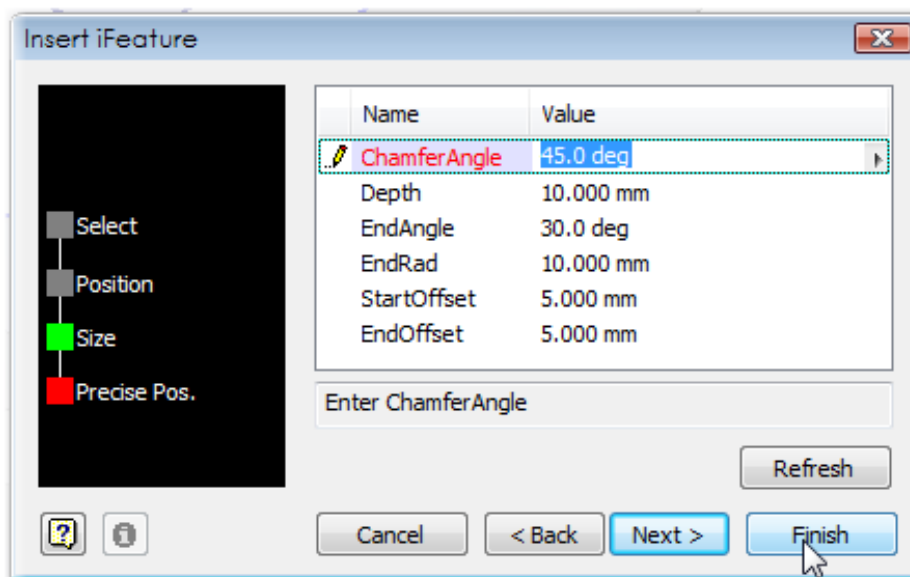 Insert iFeature
Select
Position
Size
Precise Pos.
Name Value
ChamferAngle 45.0 deg
Depth 10.000 mm
EndAngle 30.0 deg
EndRad 10.000 mm
StartOffset 5.000 mm
EndOffset 5.000 mm
Enter ChamferAngle
Refresh
Cancel < Back Next > Finish